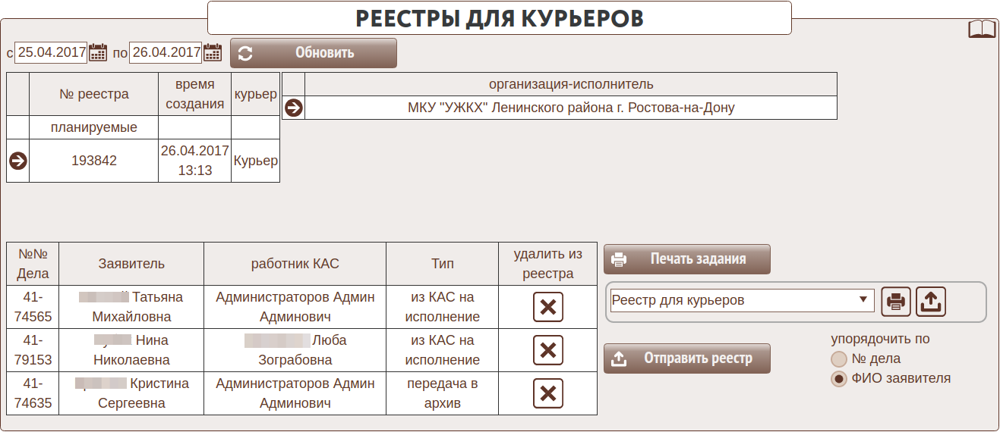 РЕЕСТРЫ ДЛЯ КУРЬЕРОВ
с 25.04.2017 по 26.04.2017 Обновить
№ реестра время создания курьер
планируемые
193842 26.04.2017 13:13 Курьер
организация-исполнитель
МКУ "УЖКХ" Ленинского района г. Ростова-на-Дону
№№ Дела Заявитель работник КАС Тип удалить из реестра
41-74565 Татьяна Михайловна Администраторов Админ Админович из КАС на исполнение
41-79153 Нина Николаевна Люба Зограбовна из КАС на исполнение
41-74635 Кристина Сергеевна Администраторов Админ Админович передача в архив
Печать задания
Реестр для курьеров
Отправить реестр
упорядочить по
№ дела
ФИО заявителя